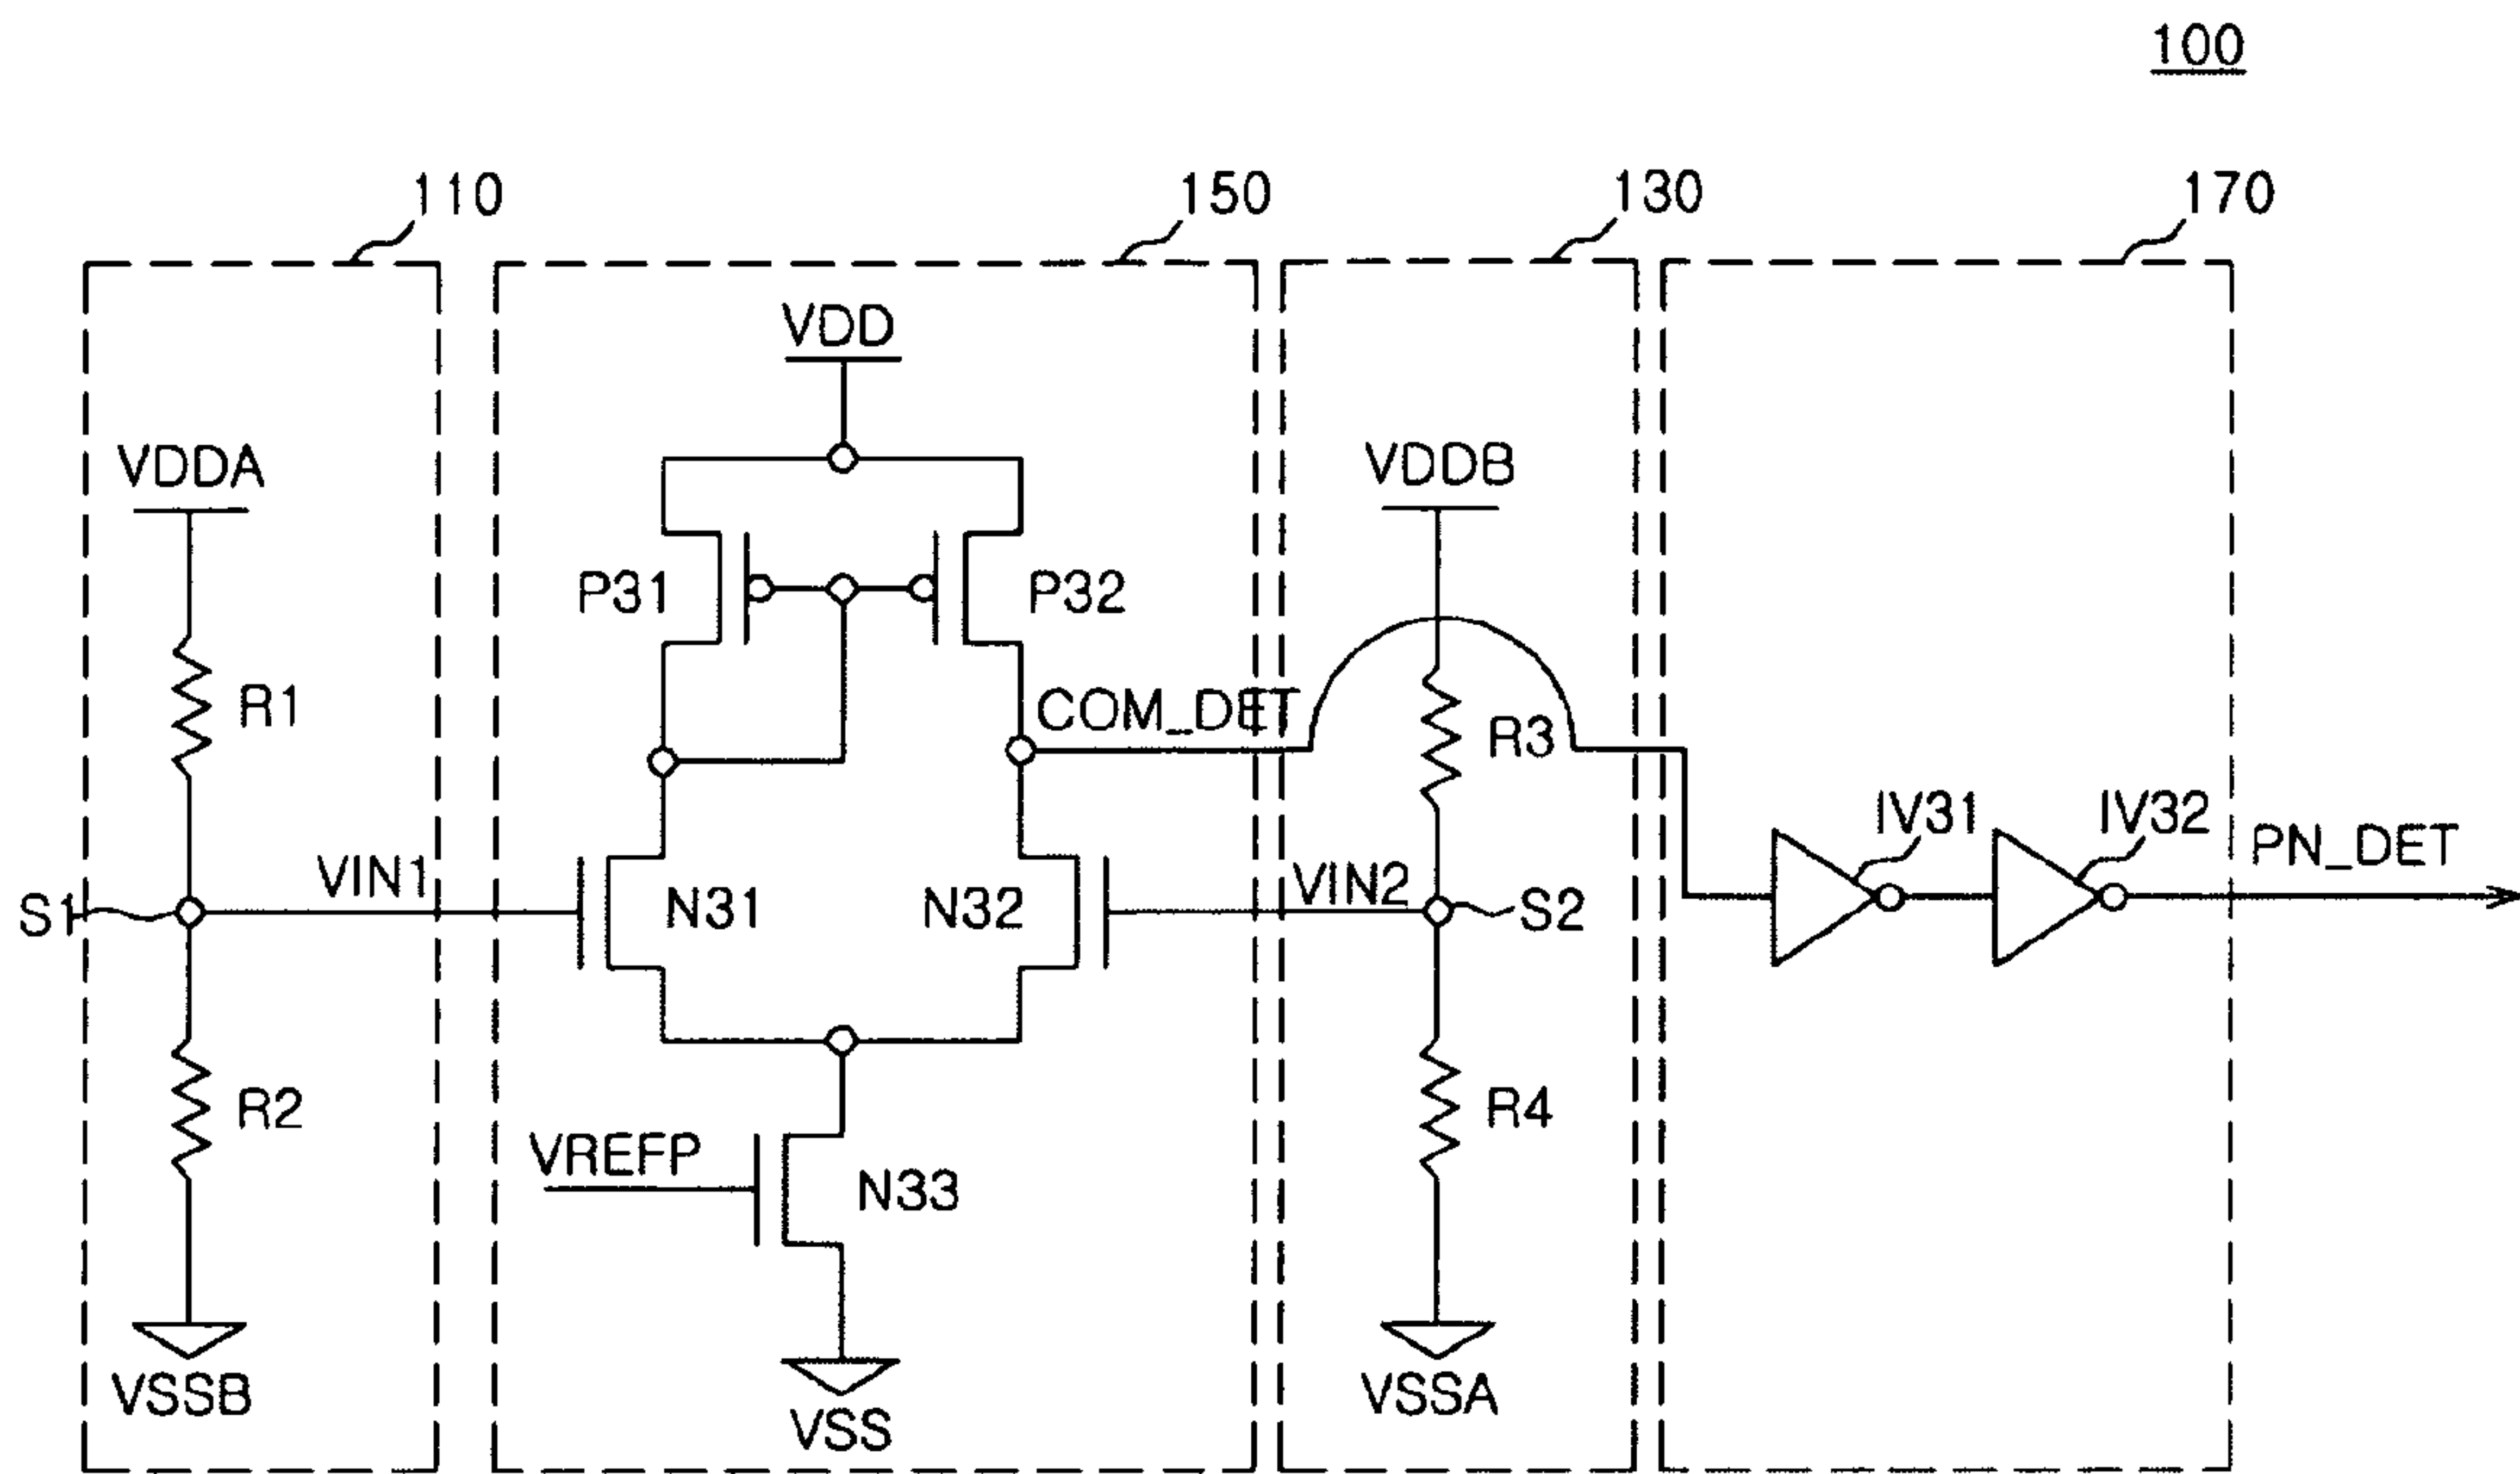 100
110
150
130
170
VDD
VDDA
VDDB
P31
P32
R1
COM_DET
R3
IV31
IV32
PN_DET
VIN1
VIN2
S1
N31
N32
S2
R2
R4
VREFP
N33
VSSB
VSSA
VSS